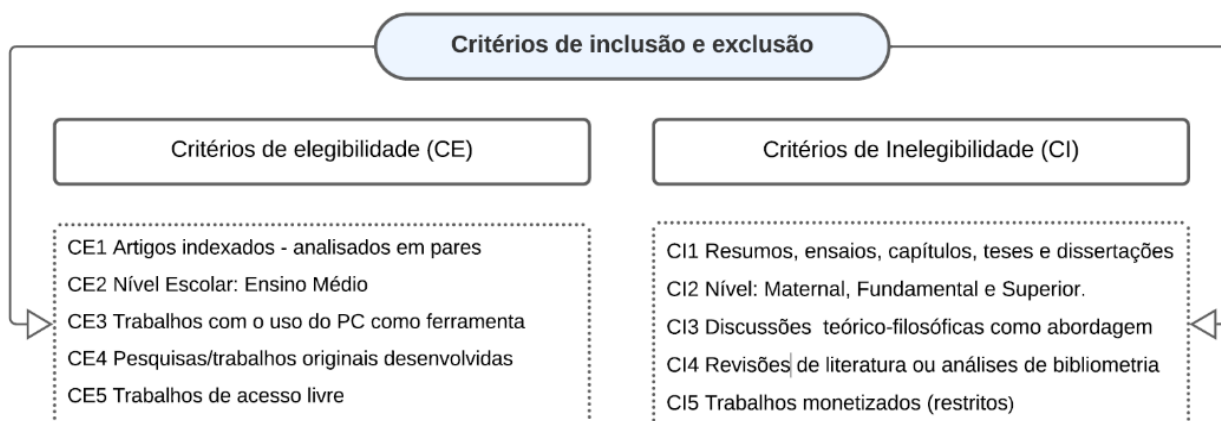 Critérios de inclusão e exclusão
Critérios de elegibilidade (CE)
CE1 Artigos indexados - analisados em pares
CE2 Nível Escolar: Ensino Médio
CE3 Trabalhos com o uso do PC como ferramenta
CE4 Pesquisas/trabalhos originais desenvolvidas
CE5 Trabalhos de acesso livre
Critérios de Inelegibilidade (CI)
CI1 Resumos, ensaios, capítulos, teses e dissertações
CI2 Nível: Maternal, Fundamental e Superior.
CI3 Discussões teórico-filosóficas como abordagem
CI4 Revisões de literatura ou análises de bibliometria
CI5 Trabalhos monetizados (restritos)